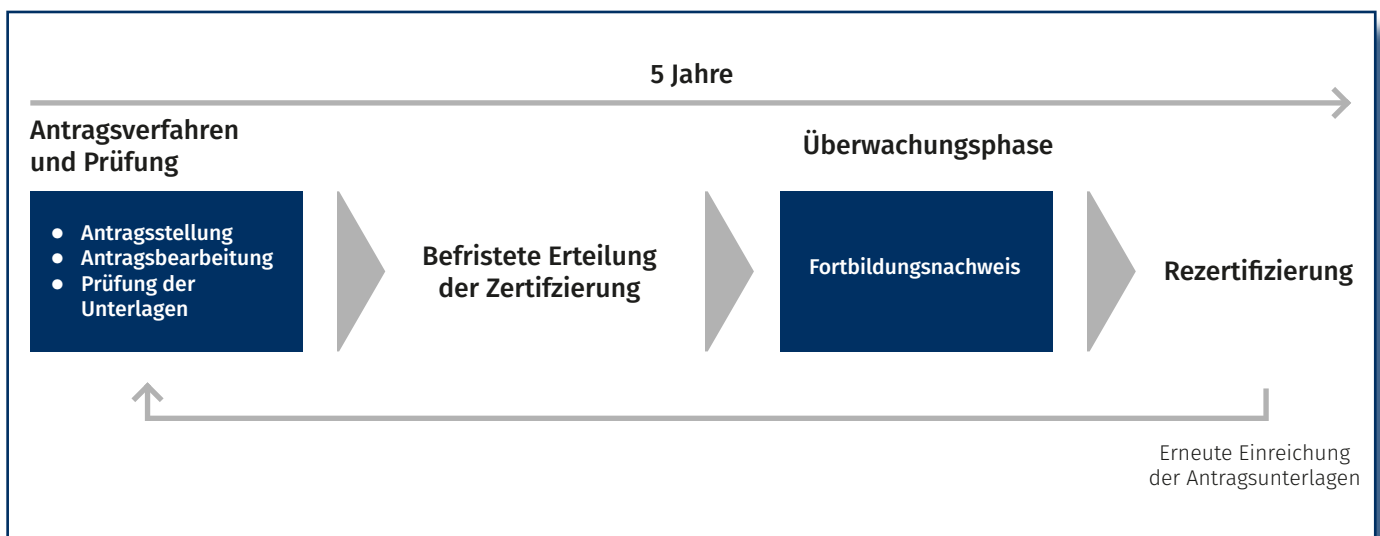 5 Jahre
Antragsverfahren
und Prüfung
Überwachungsphase
● Antragsstellung
● Antragsbearbeitung
● Prüfung der
Unterlagen
Befristete Erteilung
der Zertifzierung
Fortbildungsnachweis
Rezertifizierung
Erneute Einreichung
der Antragsunterlagen